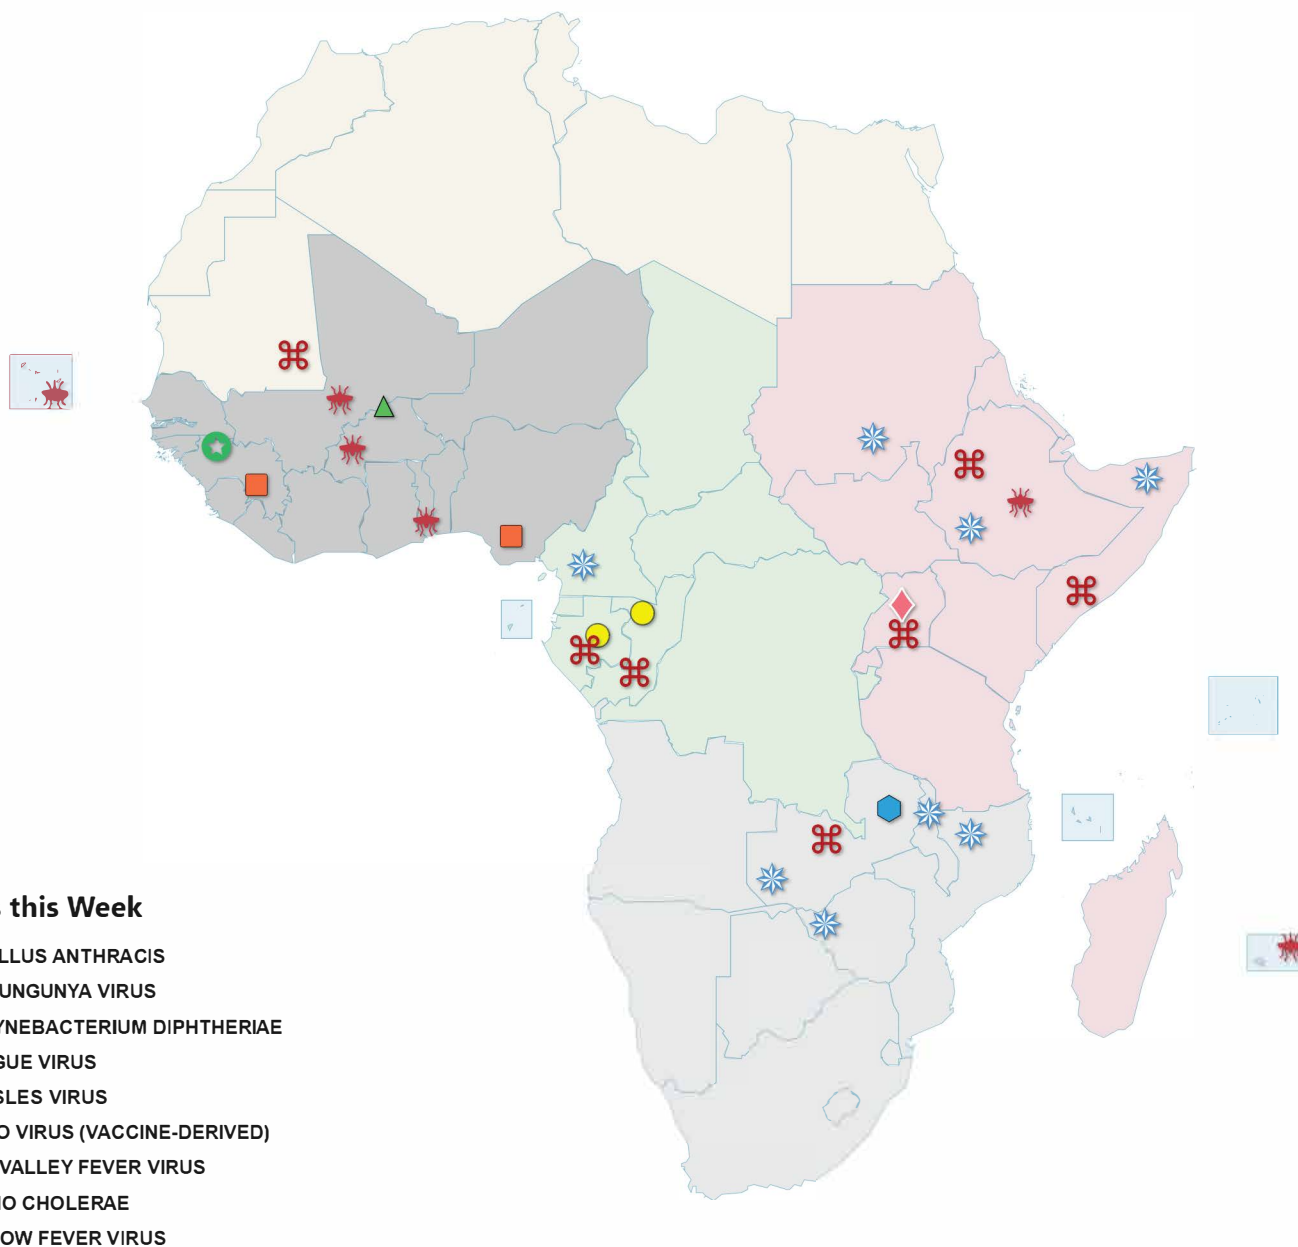 s this Week
LLUS ANTHRACIS
UNGUNYA VIRUS
YNEBACTERIUM DIPHTHERIAE
GUE VIRUS
SLES VIRUS
O VIRUS (VACCINE-DERIVED)
VALLEY FEVER VIRUS
IO CHOLERAE
OW FEVER VIRUS